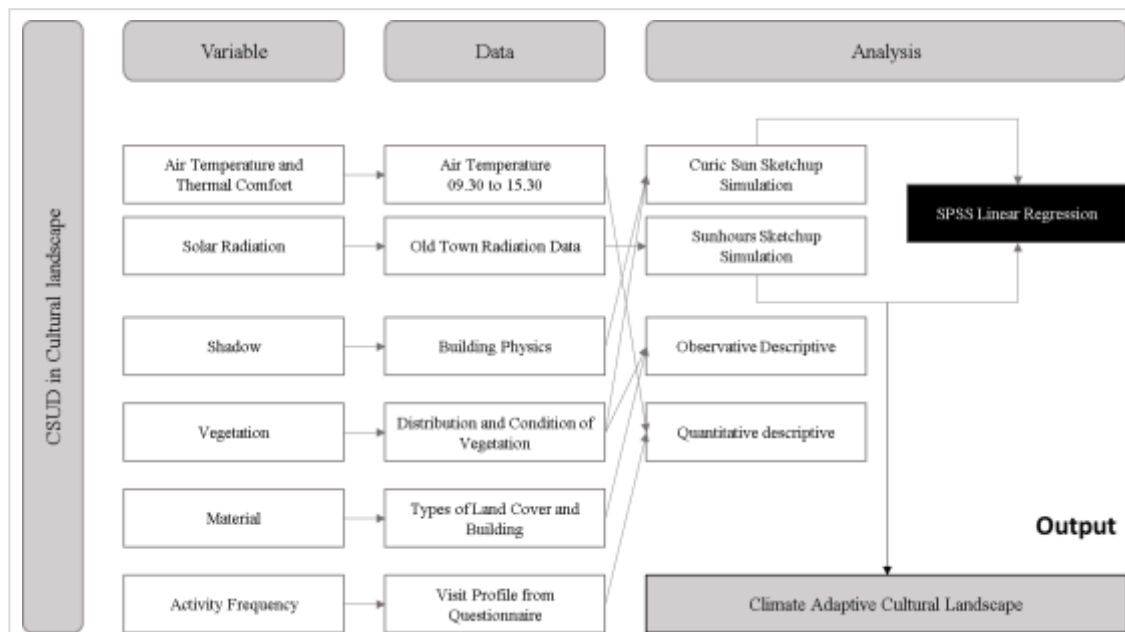 CSUD in Cultural landscape
Variable
Data
Analysis
Air Temperature and
Thermal Comfort
Air Temperature
09.30 to 15.30
Curic Sun Sketchup
Simulation
SPSS Linear Regression
Solar Radiation
Old Town Radiation Data
Sunhours Sketchup
Simulation
Shadow
Building Physics
Observative Descriptive
Vegetation
Distribution and Condition of
Vegetation
Quantitative descriptive
Material
Types of Land Cover and
Building
Output
Activity Frequency
Visit Profile from
Questionnaire
Climate Adaptive Cultural Landscape